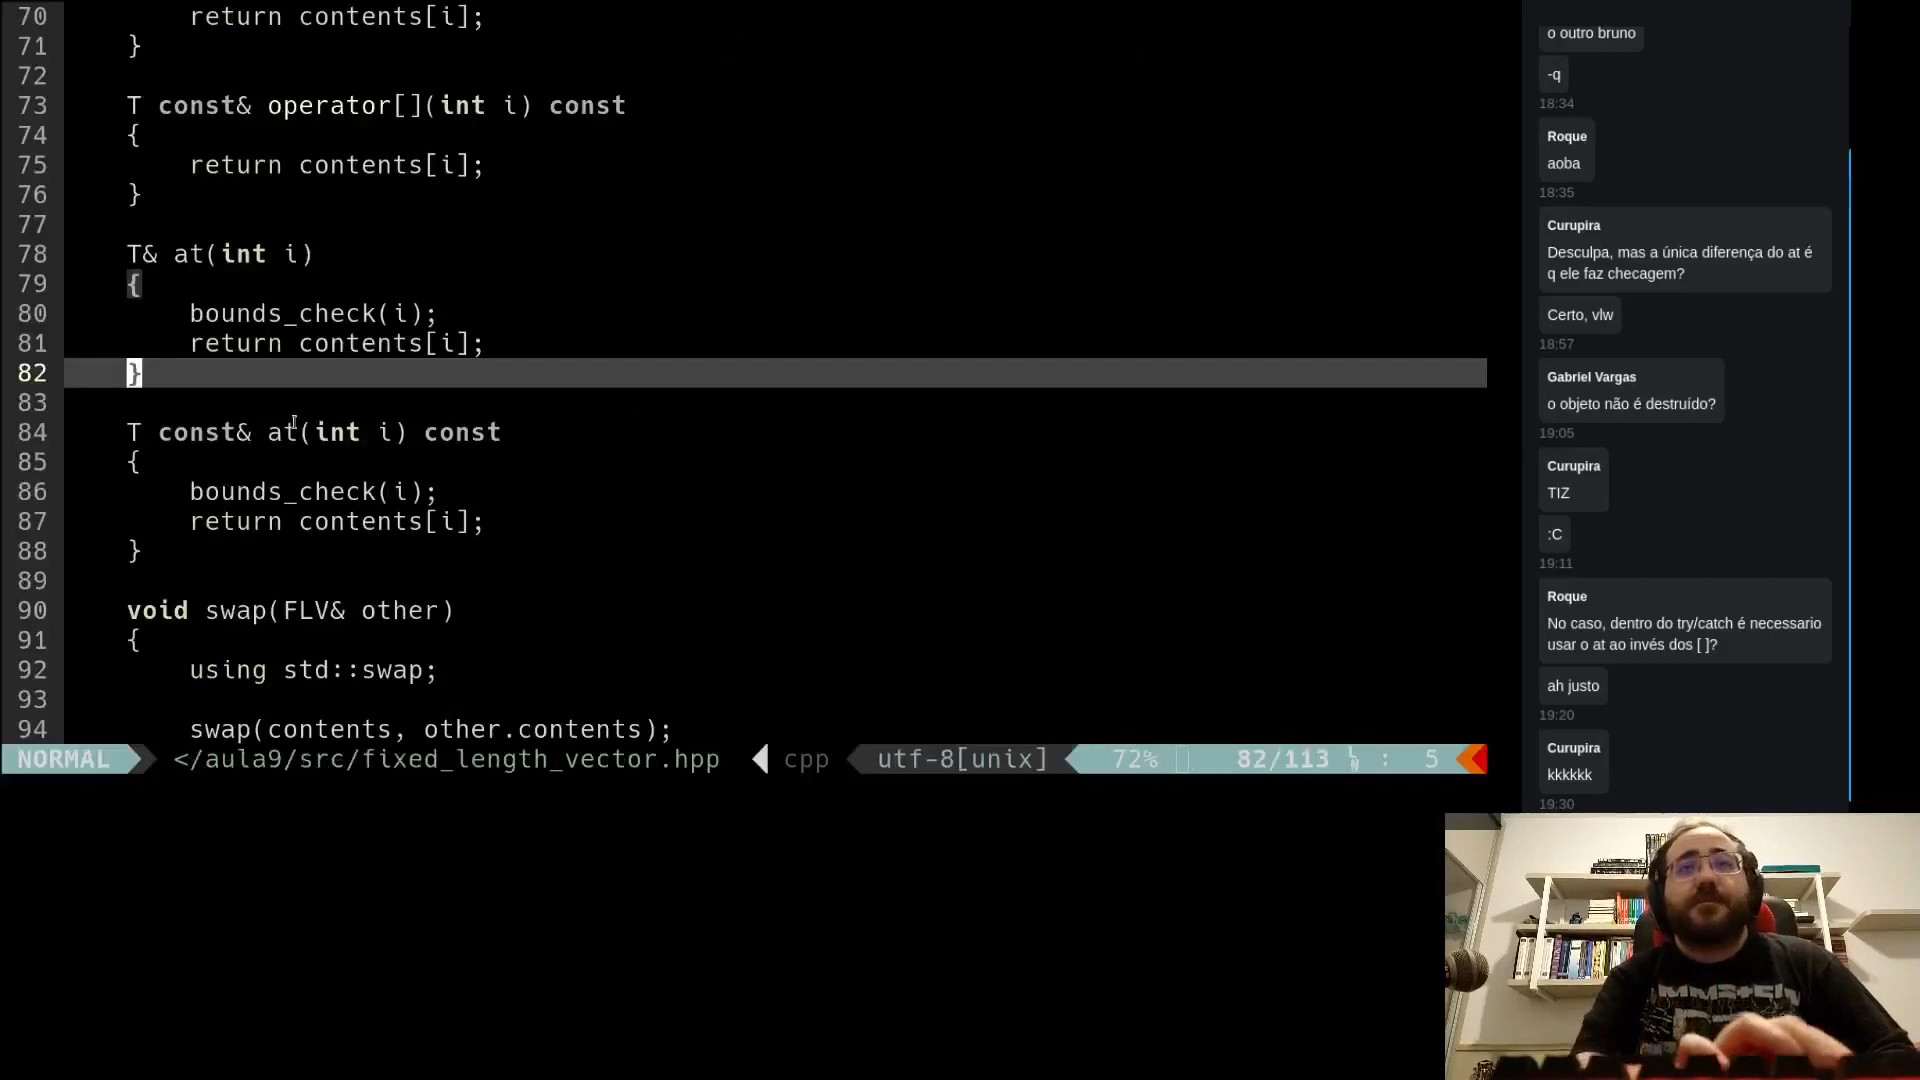 70 return contents[i];
71 }
72
73 T const& operator[](int i) const
74 {
75 return contents[i];
76 }
77
78 T& at(int i)
79 {
80 bounds_check(i);
81 return contents[i];
82 }
83
84 T const& at(int i) const
85 {
86 bounds_check(i);
87 return contents[i];
88 }
89
90 void swap(FLV& other)
91 {
92 using std::swap;
93
94 swap(contents, other.contents);
NORMAL </aula9/src/fixed_length_vector.hpp cpp utf-8[unix] 72% 82/113 : 5
o outro bruno
-q
18:34
Roque
aoba
18:35
Curupira
Desculpa, mas a única diferença do at é
q ele faz checagem?
Certo, vlw
18:57
Gabriel Vargas
o objeto não é destruído?
19:05
Curupira
TIZ
:C
19:11
Roque
No caso, dentro do try/catch é necessario
usar o at ao invés dos [ ]?
ah justo
19:20
Curupira
kkkkkk
19:30